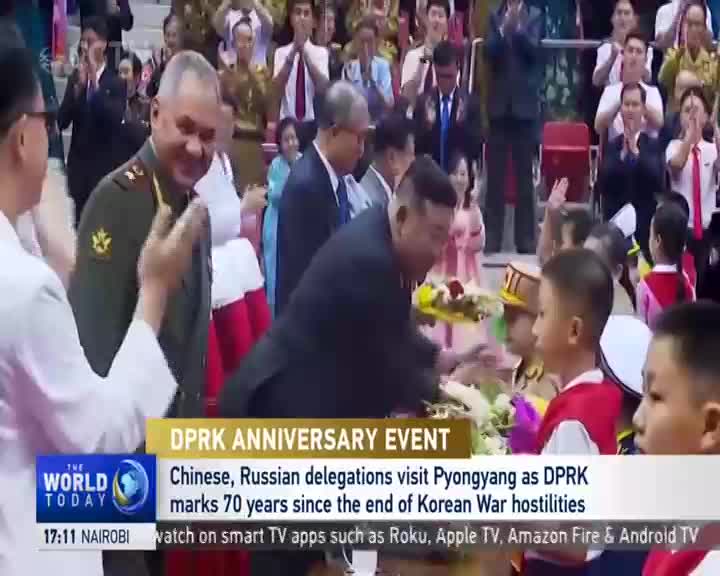 DPRK ANNIVERSARY EVENT
Chinese, Russian delegations visit Pyongyang as DPRK
marks 70 years since the end of Korean War hostilities
THE
WORLD
TODAY
17:11 NAIROBI
watch on smart TV apps such as Roku, Apple TV, Amazon Fire & Android TV